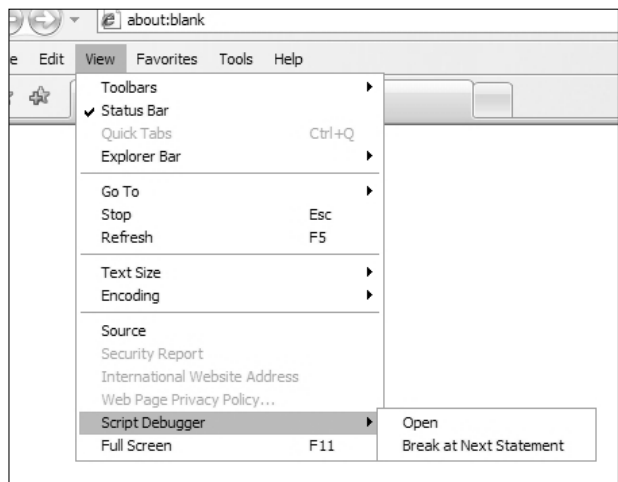 about:blank
e Edit View Favorites Tools Help
Toolbars
Status Bar
Quick Tabs Ctrl+Q
Explorer Bar
Go To
Stop Esc
Refresh F5
Text Size
Encoding
Source
Security Report
International Website Address
Web Page Privacy Policy...
Script Debugger Open
Full Screen F11 Break at Next Statement